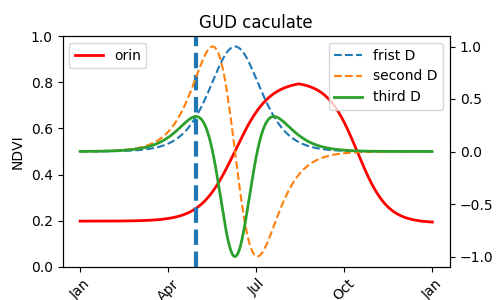 GUD caculate
orin
frist D
second D
third D
NDVI
1.0
0.8
0.6
0.4
0.2
0.0
1.0
0.5
0.0
−0.5
−1.0
Jan
Apr
Jul
Oct
Jan